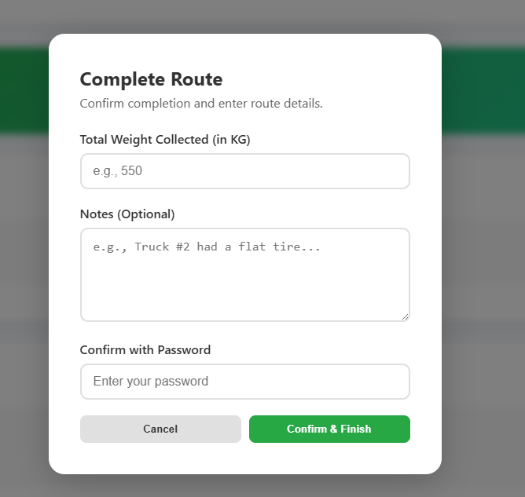 Complete Route
Confirm completion and enter route details.
Total Weight Collected (in KG)
e.g., 550
Notes (Optional)
e.g., Truck #2 had a flat tire...
Confirm with Password
Enter your password
Cancel Confirm & Finish